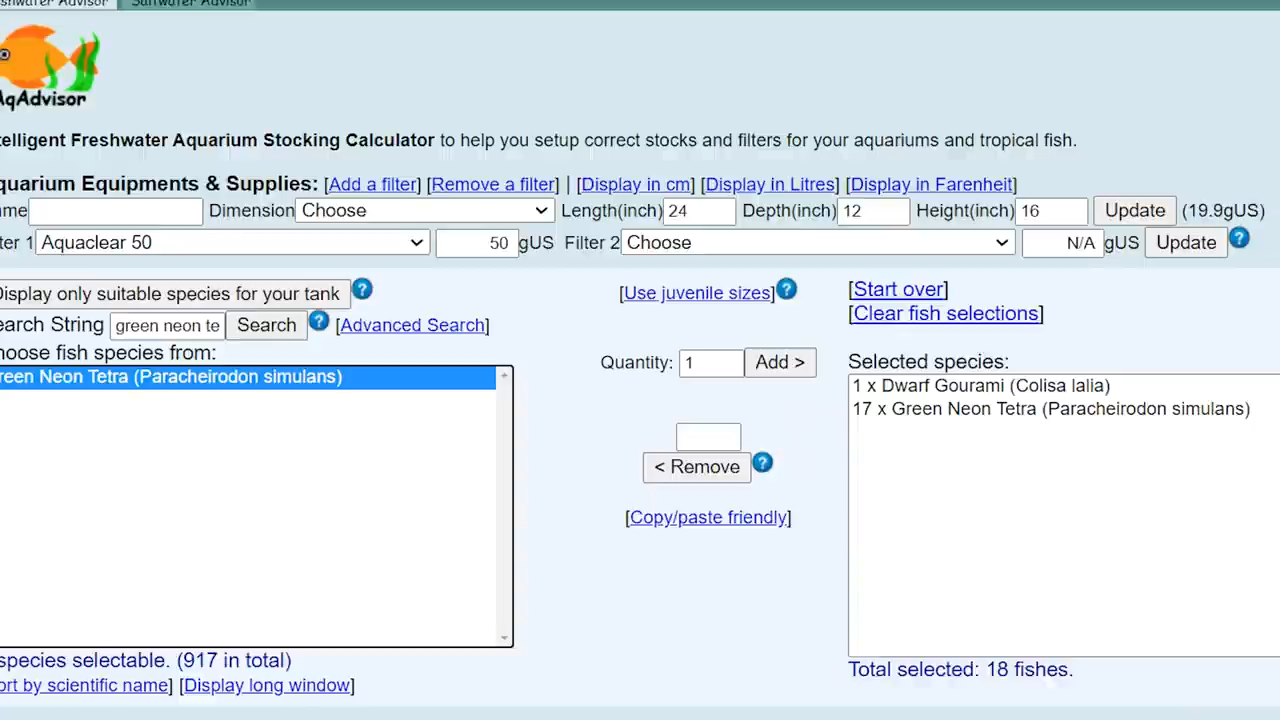 shwater Advisor Saltwater Advisor
AqAdvisor
telligent Freshwater Aquarium Stocking Calculator to help you setup correct stocks and filters for your aquariums and tropical fish.
quarium Equipments & Supplies: [Add a filter] [Remove a filter] | [Display in cm] [Display in Litres] [Display in Farenheit]
me Dimension Choose Length(inch) 24 Depth(inch) 12 Height(inch) 16 Update (19.9gUS)
ter 1 Aquaclear 50 50 gUS Filter 2 Choose N/A gUS Update ?
Display only suitable species for your tank ? [Use juvenile sizes] ? [Start over]
earch String green neon te Search ? [Advanced Search] [Clear fish selections]
hoose fish species from: Quantity: 1 Add > Selected species:
reen Neon Tetra (Paracheirodon simulans) 1 x Dwarf Gourami (Colisa lalia)
17 x Green Neon Tetra (Paracheirodon simulans)
< Remove ?
[Copy/paste friendly]
species selectable. (917 in total) Total selected: 18 fishes.
ort by scientific name] [Display long window]